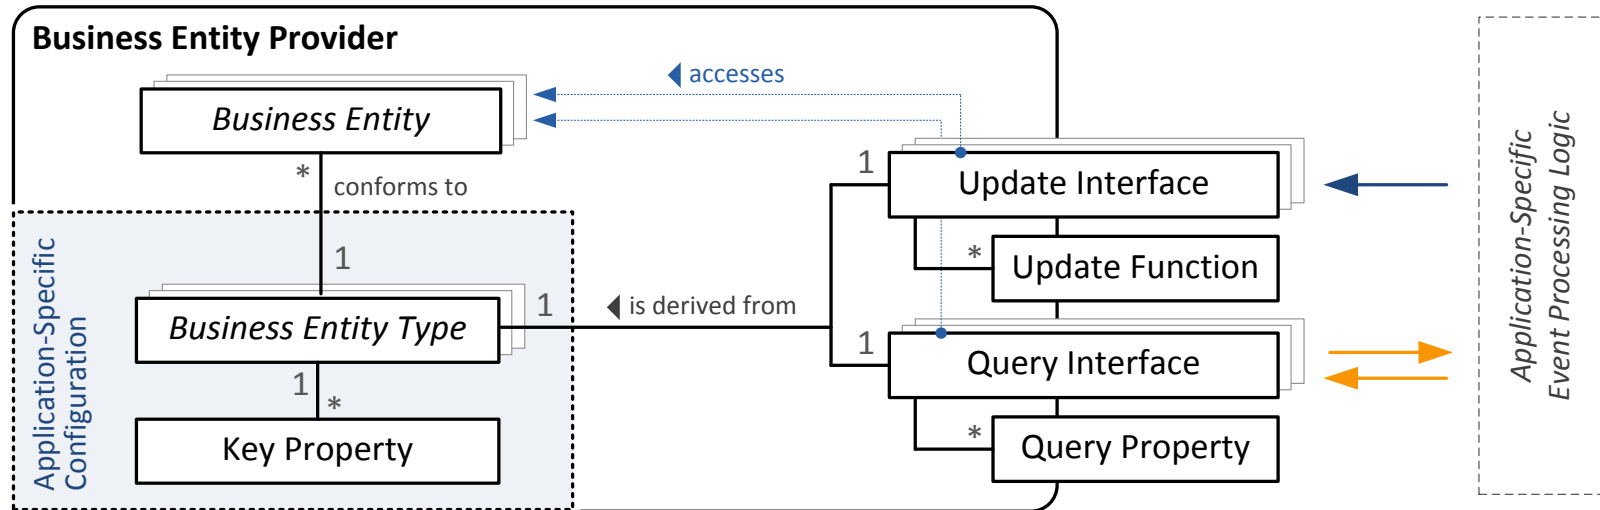 Business Entity Provider
accesses
Business Entity
*
conforms to
1
Update Interface
*
Update Function
Application-Specific
Configuration
1
Business Entity Type
1
is derived from
1
Query Interface
1
*
Key Property
*
Query Property
Application-Specific
Event Processing Logic